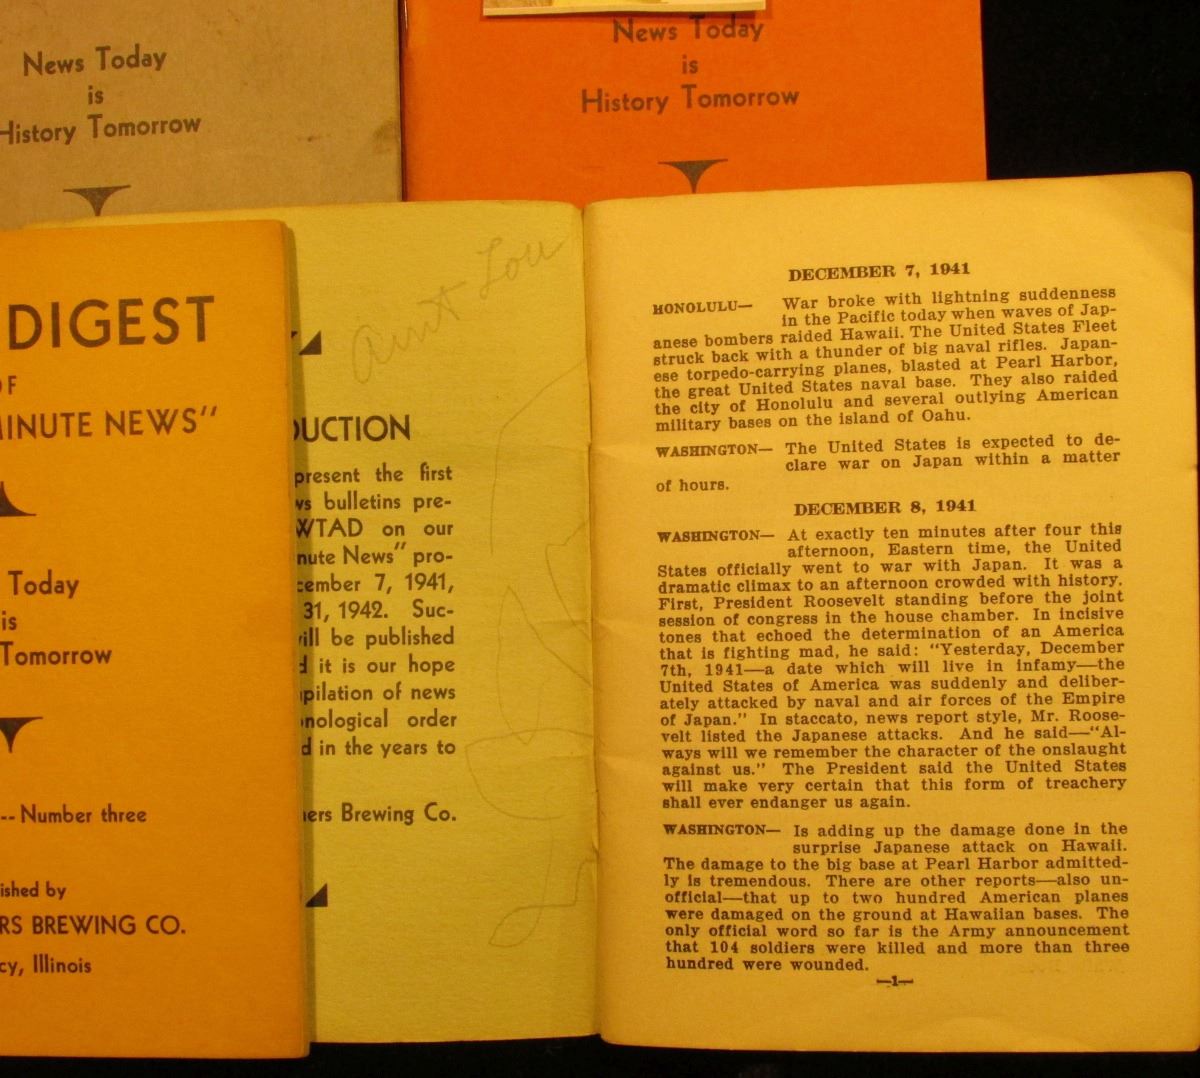 News Today
is
History Tomorrow
News Today
is
History Tomorrow
DIGEST
OF
MINUTE NEWS"
Today
is
Tomorrow
-- Number three
ished by
RS BREWING CO.
cy, Illinois
Aunt Lou
DUCTION
present the first
ws bulletins pre-
WTAD on our
nute News" pro-
cember 7, 1941,
31, 1942. Suc-
will be published
d it is our hope
pilation of news
nological order
d in the years to
ers Brewing Co.
DECEMBER 7, 1941
HONOLULU— War broke with lightning suddenness
in the Pacific today when waves of Jap-
anese bombers raided Hawaii. The United States Fleet
struck back with a thunder of big naval rifles. Japan-
ese torpedo-carrying planes, blasted at Pearl Harbor,
the great United States naval base. They also raided
the city of Honolulu and several outlying American
military bases on the island of Oahu.
WASHINGTON— The United States is expected to de-
clare war on Japan within a matter
of hours.
DECEMBER 8, 1941
WASHINGTON— At exactly ten minutes after four this
afternoon, Eastern time, the United
States officially went to war with Japan. It was a
dramatic climax to an afternoon crowded with history.
First, President Roosevelt standing before the joint
session of congress in the house chamber. In incisive
tones that echoed the determination of an America
that is fighting mad, he said: "Yesterday, December
7th, 1941—a date which will live in infamy—the
United States of America was suddenly and deliber-
ately attacked by naval and air forces of the Empire
of Japan." In staccato, news report style, Mr. Roose-
velt listed the Japanese attacks. And he said—"Al-
ways will we remember the character of the onslaught
against us." The President said the United States
will make very certain that this form of treachery
shall ever endanger us again.
WASHINGTON— Is adding up the damage done in the
surprise Japanese attack on Hawaii.
The damage to the big base at Pearl Harbor admitted-
ly is tremendous. There are other reports—also un-
official—that up to two hundred American planes
were damaged on the ground at Hawaiian bases. The
only official word so far is the Army announcement
that 104 soldiers were killed and more than three
hundred were wounded.
—1—